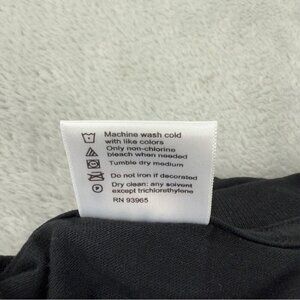 Machine wash cold
with like colors
Only non-chlorine
bleach when needed
Tumble dry medium
Do not iron if decorated
Dry clean: any solvent
except trichlorethylene
RN 93965